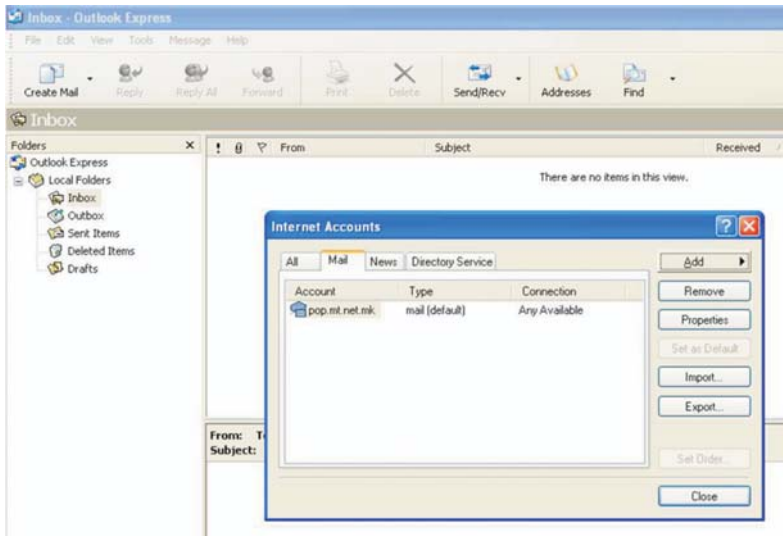 Inbox - Outlook Express
File Edit View Tools Message Help
Create Mail Reply Reply All Forward Print Delete Send/Recv Addresses Find
Inbox
Folders × ! From Subject Received
Outlook Express
There are no items in this view.
Local Folders
Inbox
Outbox
Sent Items
Deleted Items
Drafts
Internet Accounts
All Mail News Directory Service
Add
Account Type Connection
Remove
pop.mt.net.mk mail (default) Any Available
Properties
Set as Default
Import...
Export...
Set Order...
Close
From:
Subject: